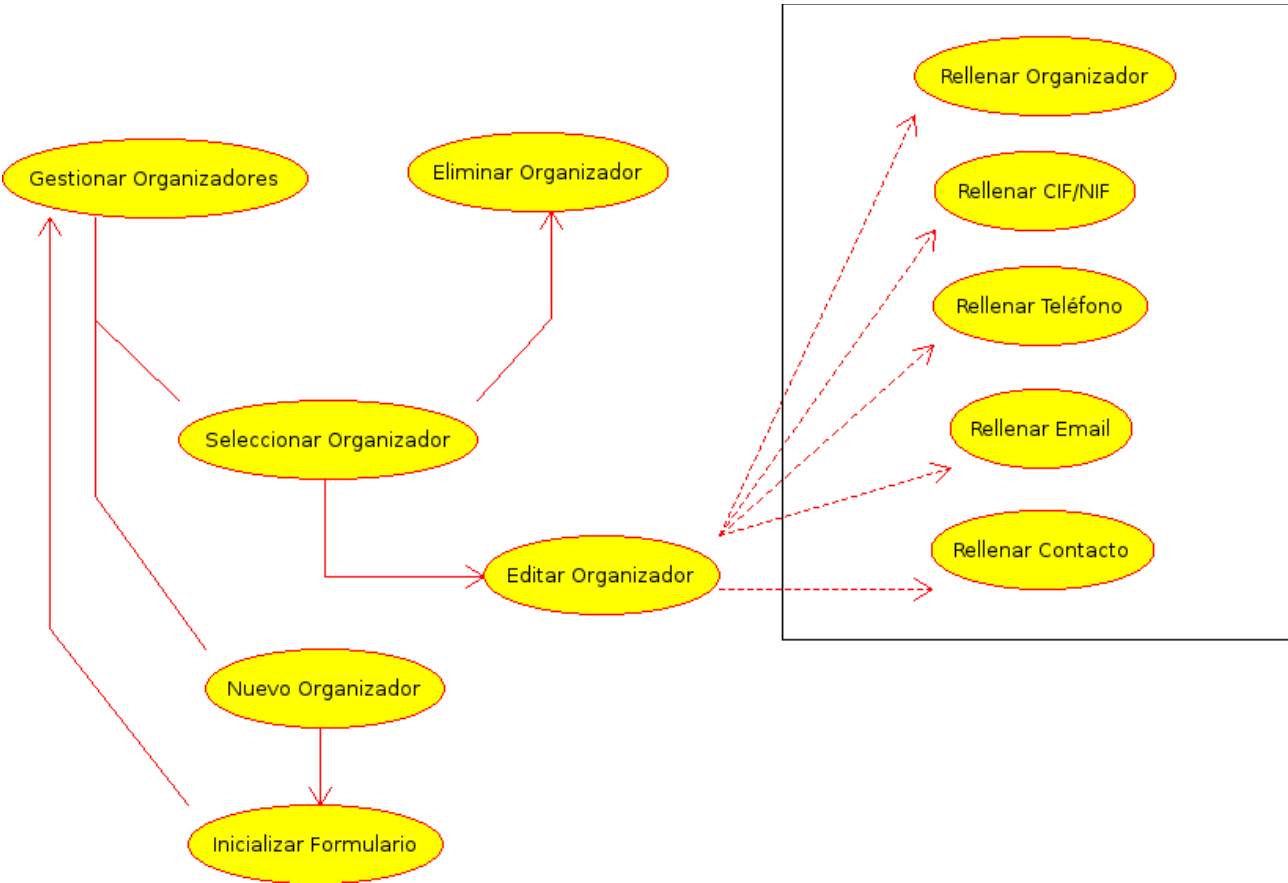 Rellenar Organizador
Gestionar Organizadores
Eliminar Organizador
Rellenar CIF/NIF
Rellenar Teléfono
Seleccionar Organizador
Rellenar Email
Rellenar Contacto
Editar Organizador
Nuevo Organizador
Inicializar Formulario